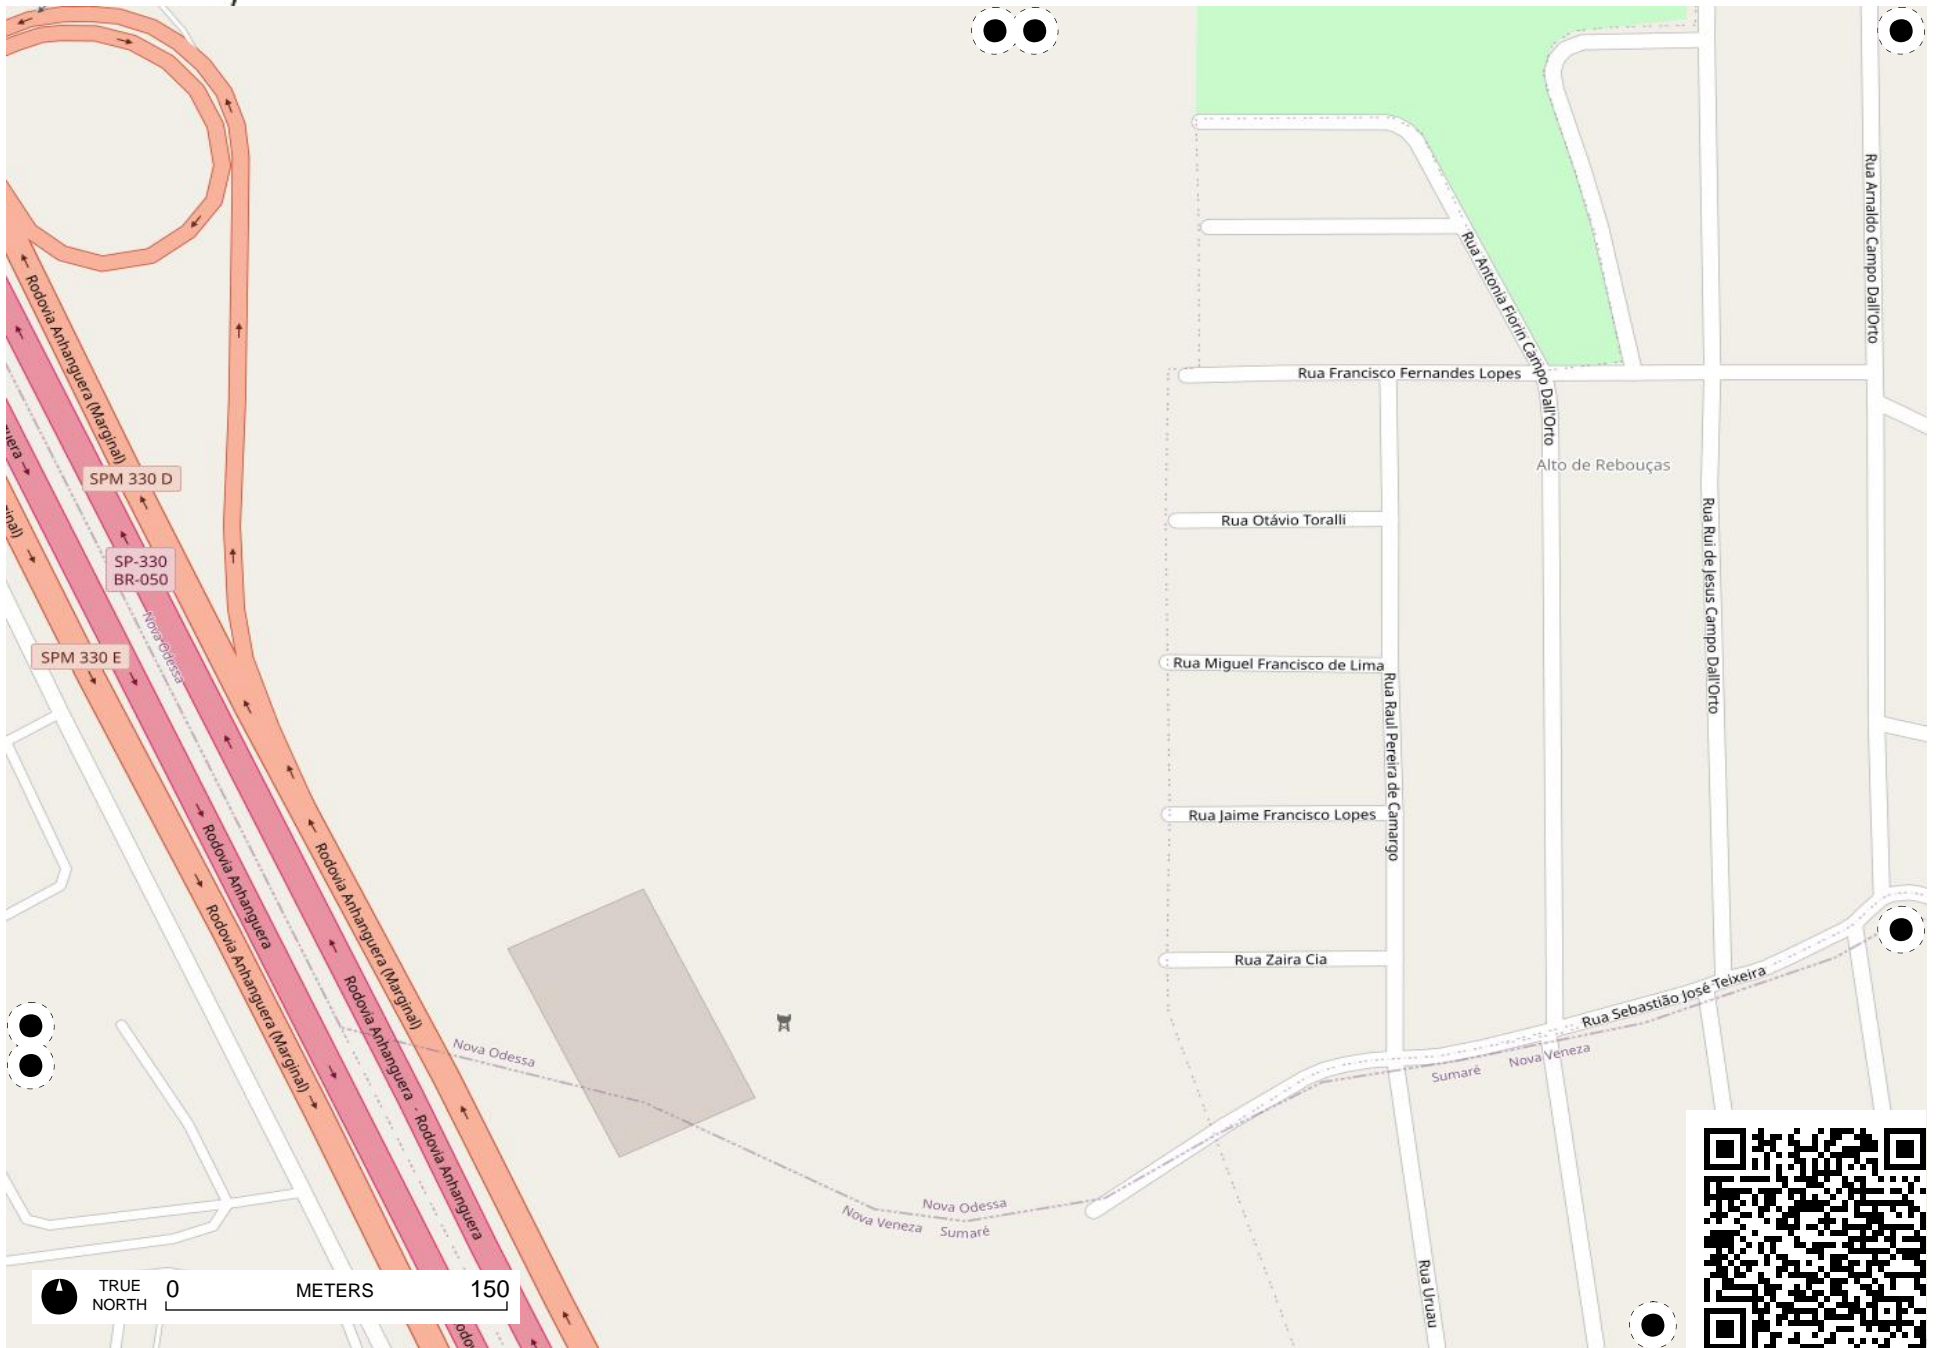 Rua Arnaldo Campo Dall'Orto
Rua Antonia Fiorin Campo Dall'Orto
Rodovia Anhanguera (Marginal)
Rua Francisco Fernandes Lopes
Alto de Rebouças
SPM 330 D
Rua Otávio Toralli
Rua Rui de Jesus Campo Dall'Orto
SP-330
BR-050
Nova Odessa
SPM 330 E
Rua Miguel Francisco de Lima
Rua Raul Pereira de Camargo
Rua Jaime Francisco Lopes
Rodovia Anhanguera
Rodovia Anhanguera (Marginal)
Rodovia Anhanguera (Marginal)
Rua Zaira Cia
Rua Sebastião José Teixeira
Rodovia Anhanguera - Rodovia Anhanguera
Nova Odessa
Nova Veneza
Sumaré
Nova Odessa
Nova Veneza
Sumaré
Rua Uruau
TRUE
NORTH
0 METERS 150